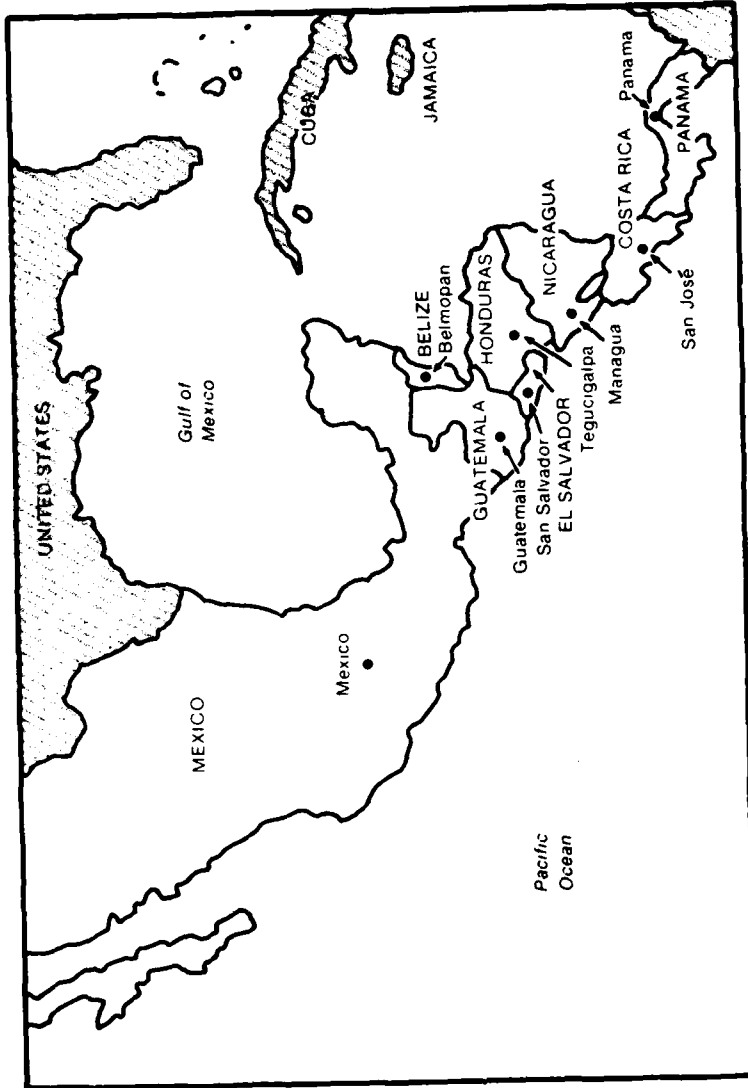 UNITED STATES
Gulf of
Mexico
CUBA
JAMAICA
MEXICO
Mexico
BELIZE
Belmopan
GUATEMALA
HONDURAS
NICARAGUA
COSTA RICA
Panama
PANAMA
Guatemala
San Salvador
EL SALVADOR
Tegucigalpa
Managua
San José
Pacific
Ocean